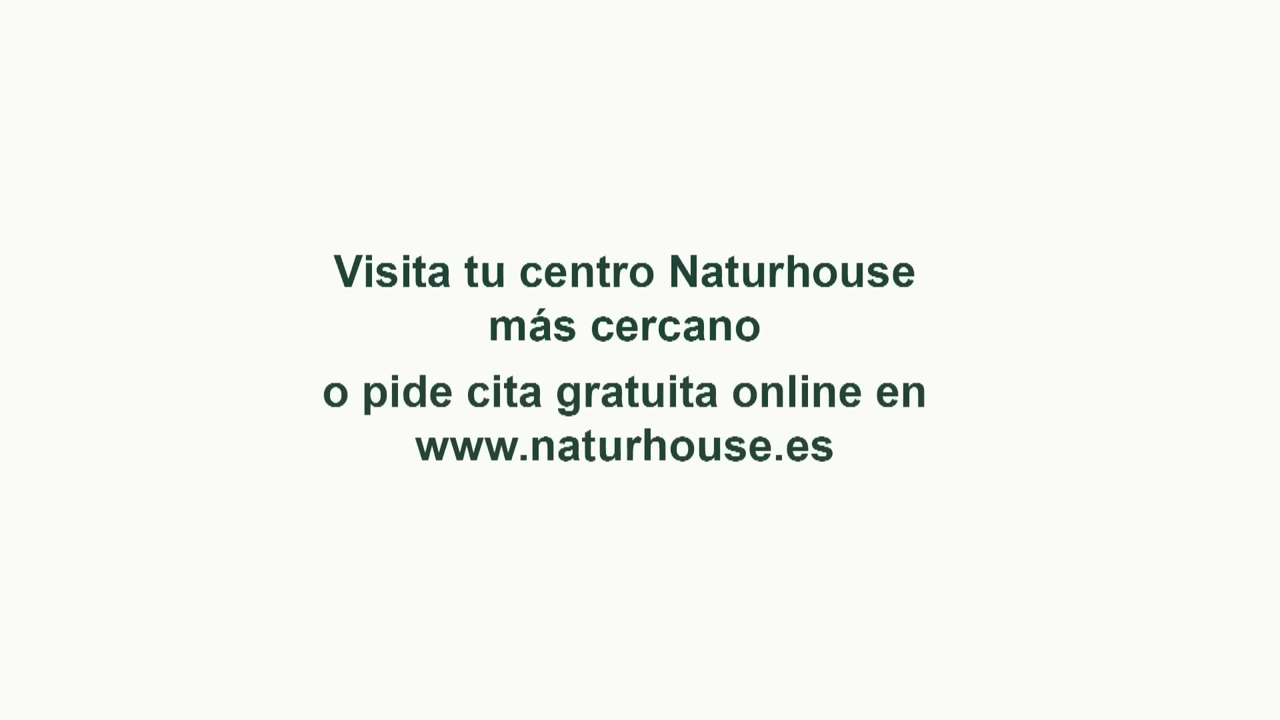 Visita tu centro Naturhouse
más cercano
o pide cita gratuita online en
www.naturhouse.es